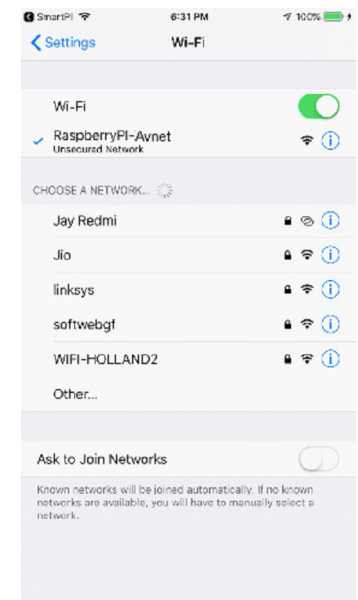 SmartPI 6:31 PM 100%
Settings Wi-Fi
Wi-Fi
RaspberryPI-Avnet
Unsecured Network
CHOOSE A NETWORK...
Jay Redmi
Jio
linksys
softwebgf
WIFI-HOLLAND2
Other...
Ask to Join Networks
Known networks will be joined automatically. If no known
networks are available, you will have to manually select a
network.